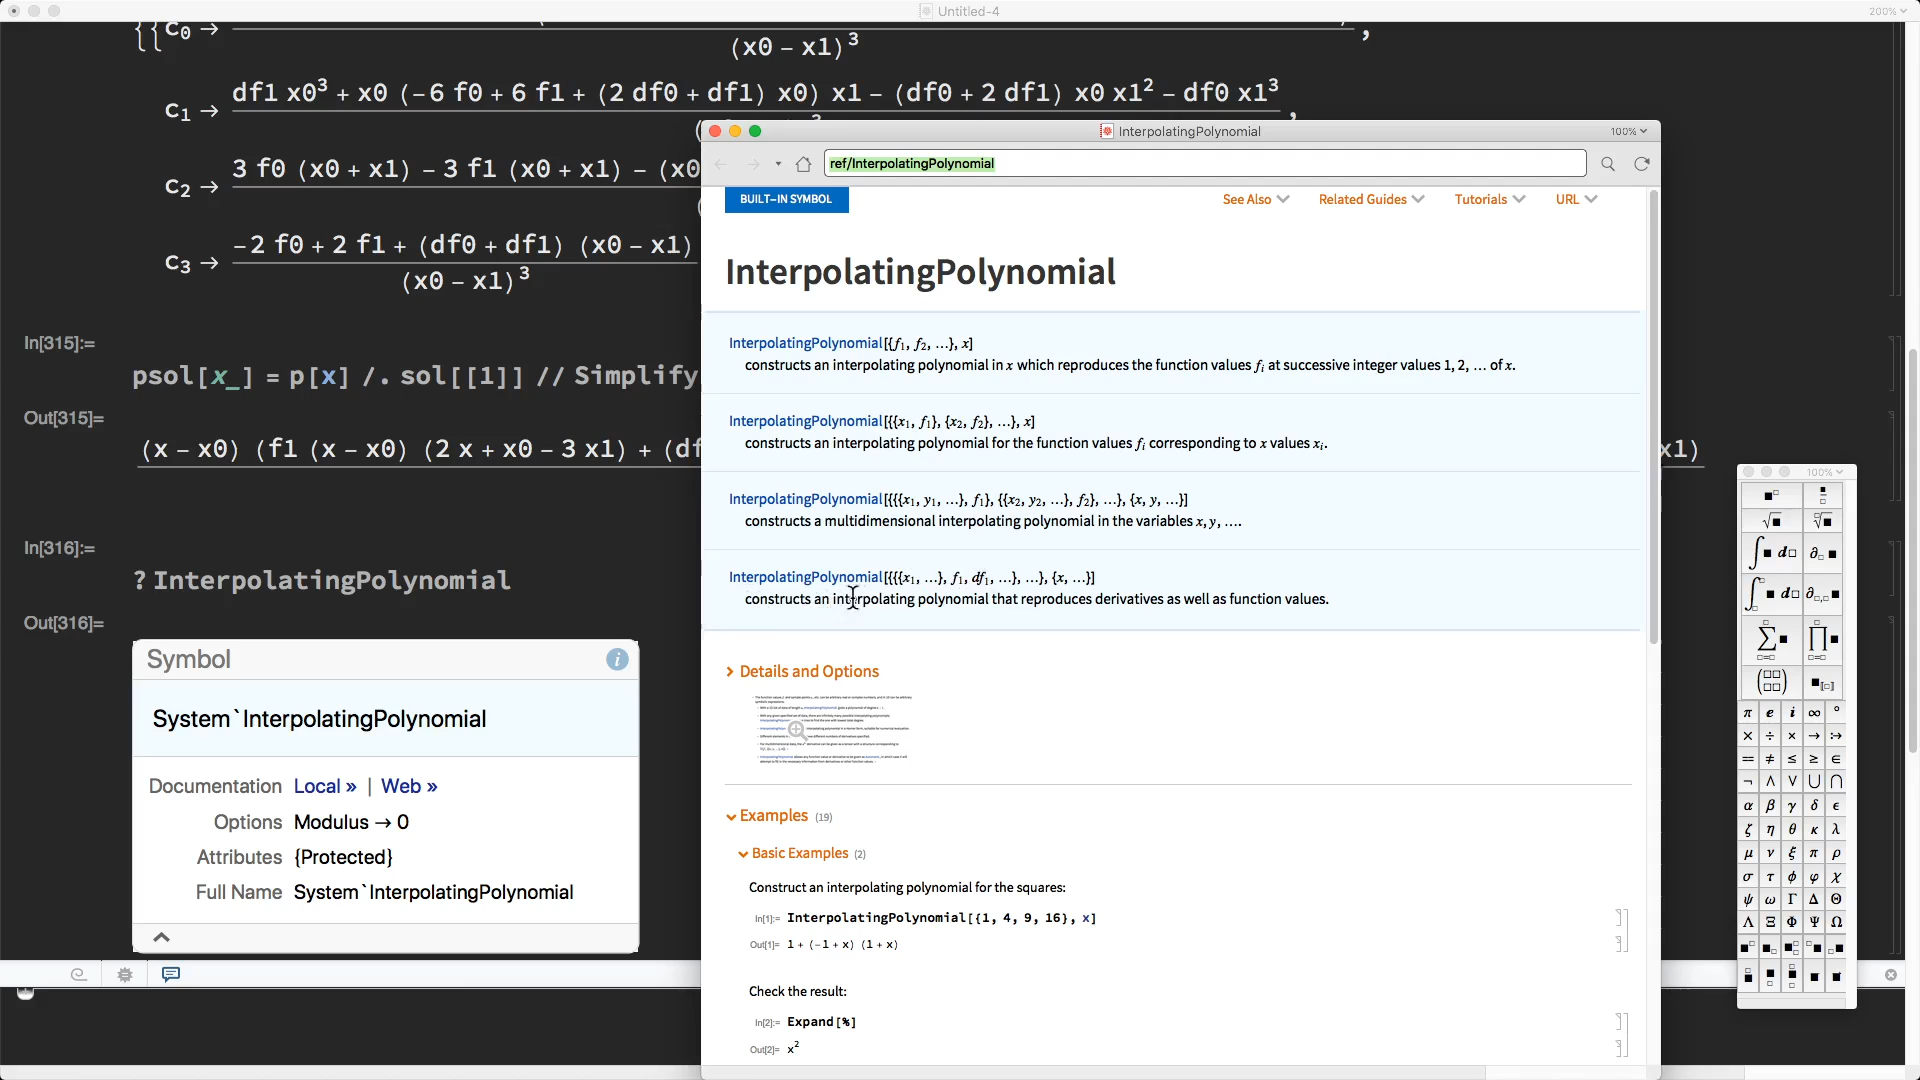 Untitled-4
200%
{{C₀ →
(x0 – x1)³ ,
C₁ → df1 x0³ + x0 (–6 f0 + 6 f1 + (2 df0 + df1) x0) x1 – (df0 + 2 df1) x0 x1² – df0 x1³ ,
C₂ → 3 f0 (x0 + x1) – 3 f1 (x0 + x1) – (x0
C₃ → –2 f0 + 2 f1 + (df0 + df1) (x0 – x1)
(x0 – x1)³
In[315]:=
psol[x_] = p[x] /. sol[[1]] // Simplify
Out[315]=
(x – x0) (f1 (x – x0) (2 x + x0 – 3 x1) + (df
x1)
In[316]:=
? InterpolatingPolynomial
Out[316]=
Symbol
System`InterpolatingPolynomial
Documentation Local » | Web »
Options Modulus → 0
Attributes {Protected}
Full Name System`InterpolatingPolynomial
InterpolatingPolynomial
100%
ref/InterpolatingPolynomial
BUILT-IN SYMBOL
See Also
Related Guides
Tutorials
URL
InterpolatingPolynomial
InterpolatingPolynomial[{f₁, f₂, …}, x]
constructs an interpolating polynomial in x which reproduces the function values fᵢ at successive integer values 1, 2, … of x.
InterpolatingPolynomial[{{x₁, f₁}, {x₂, f₂}, …}, x]
constructs an interpolating polynomial for the function values fᵢ corresponding to x values xᵢ.
InterpolatingPolynomial[{{{x₁, y₁, …}, f₁}, {{x₂, y₂, …}, f₂}, …}, {x, y, …}]
constructs a multidimensional interpolating polynomial in the variables x, y, ….
InterpolatingPolynomial[{{{x₁, …}, f₁, df₁, …}, …}, {x, …}]
constructs an interpolating polynomial that reproduces derivatives as well as function values.
Details and Options
Examples (19)
Basic Examples (2)
Construct an interpolating polynomial for the squares:
In[1]:= InterpolatingPolynomial[{1, 4, 9, 16}, x]
Out[1]= 1 + (–1 + x) (1 + x)
Check the result:
In[2]:= Expand[%]
Out[2]= x²
100%
∫■ d□ ∂□ ■
∫■ d□ ∂□,□ ■
∑ ■ ∏ ■
π e i ∞ °
× ÷ × → :→
== ≠ ≤ ≥ ∈
¬ ∧ ∨ ∪ ∩
α β γ δ ϵ
ζ η θ κ λ
μ ν ξ π ρ
σ τ ϕ φ χ
ψ ω Γ Δ Θ
Λ Ξ Φ Ψ Ω